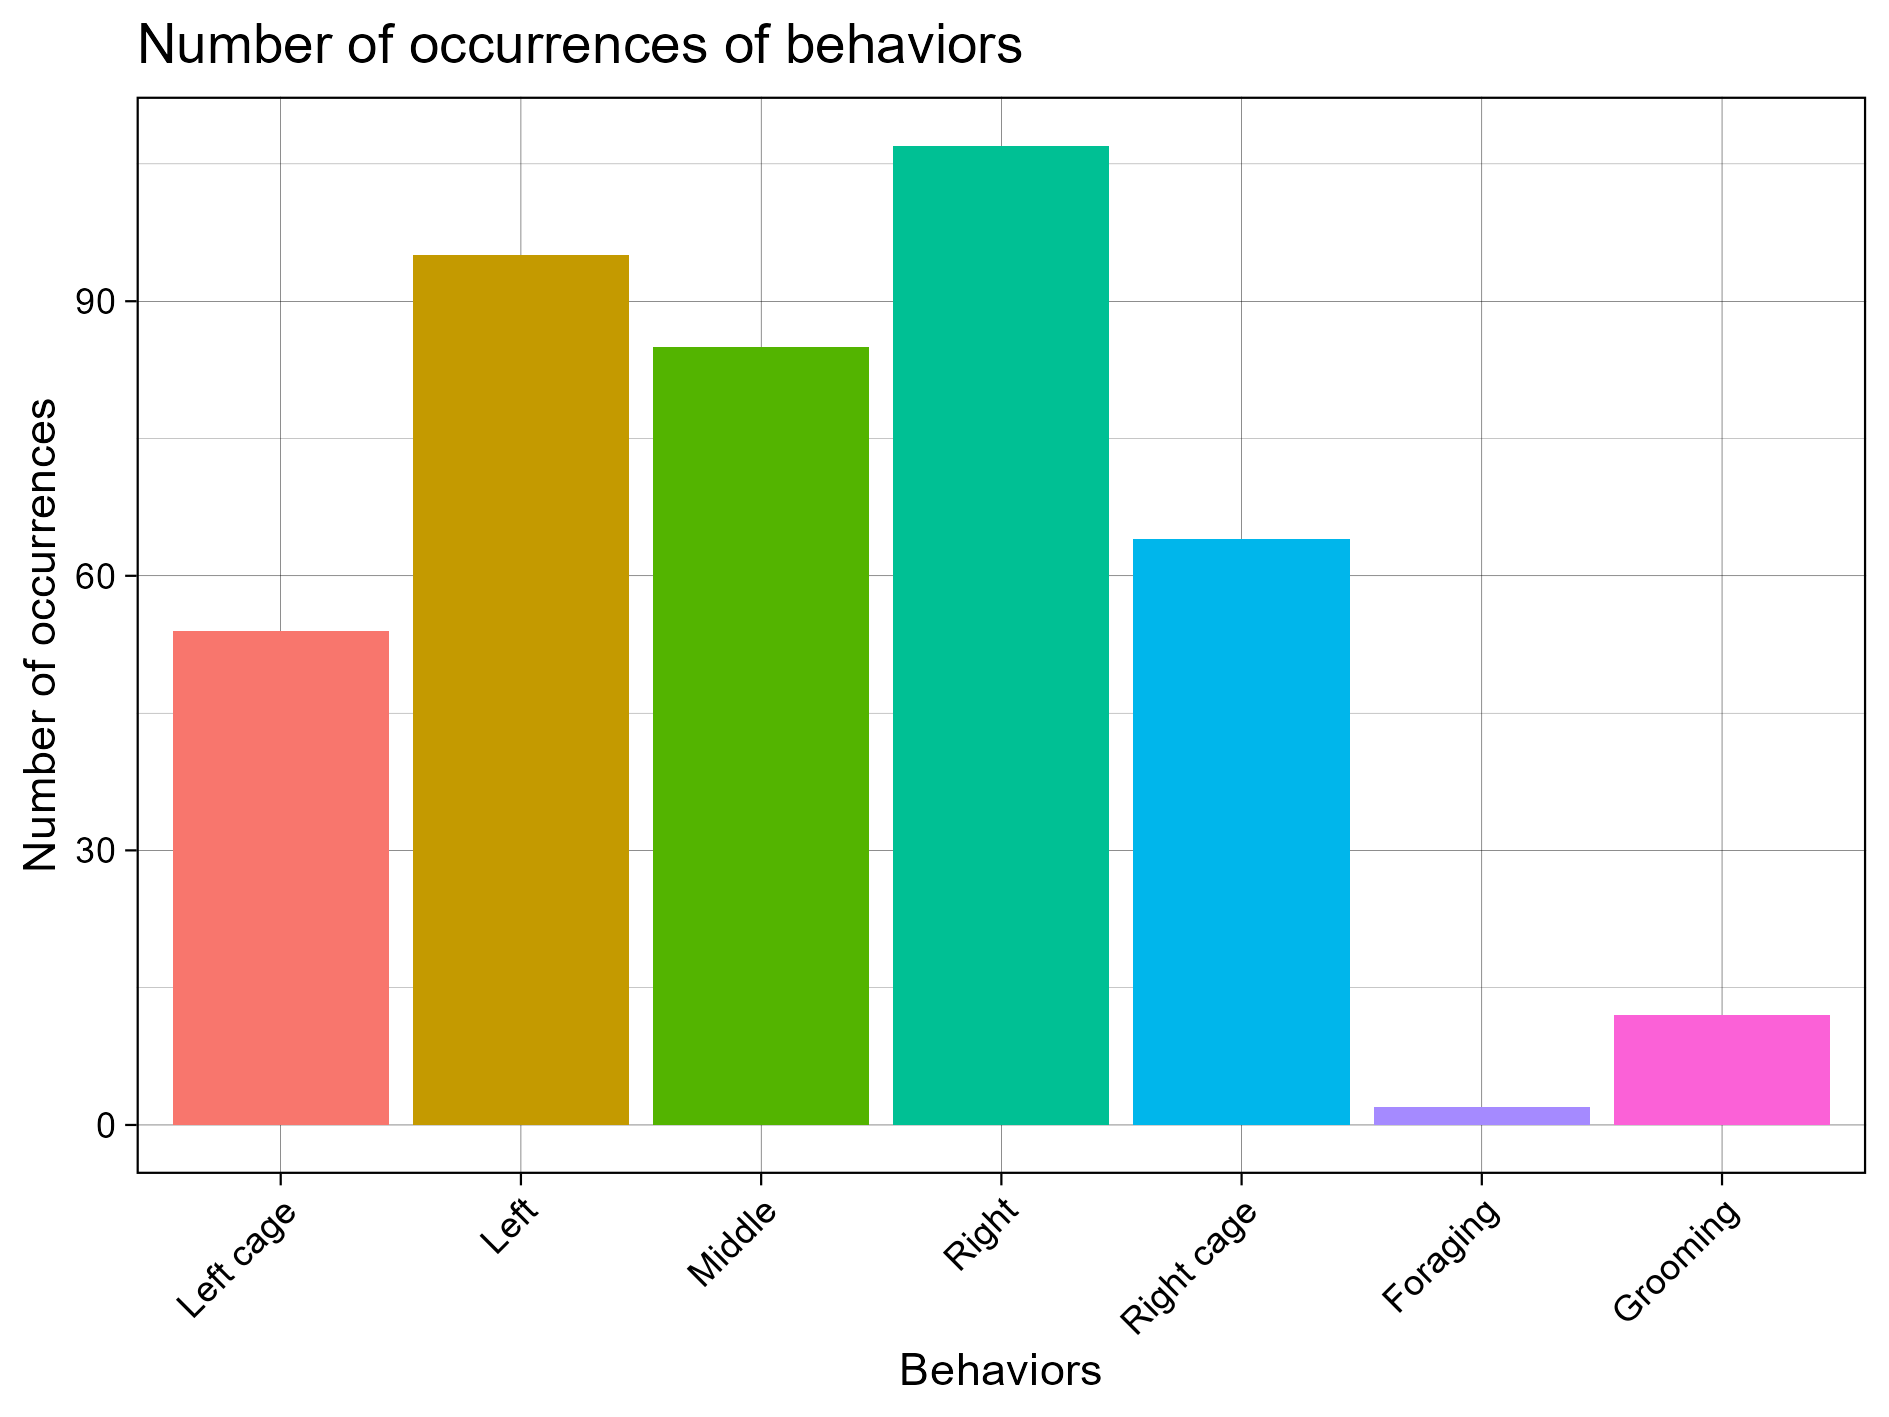 Number of occurrences of behaviors
Number of occurrences
90
60
30
0
Left cage
Left
Middle
Right
Right cage
Foraging
Grooming
Behaviors